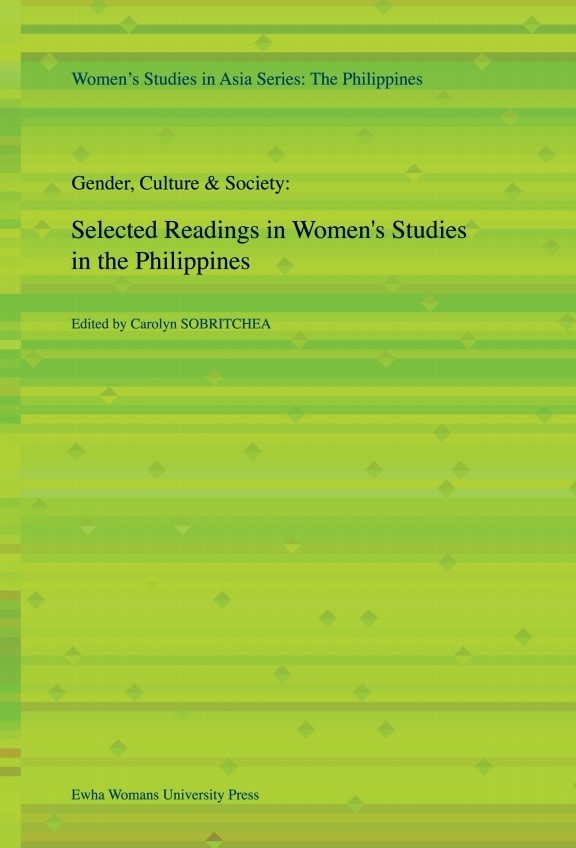 Women’s Studies in Asia Series: The Philippines
Gender, Culture & Society:
Selected Readings in Women's Studies
in the Philippines
Edited by Carolyn SOBRITCHEA
Ewha Womans University Press